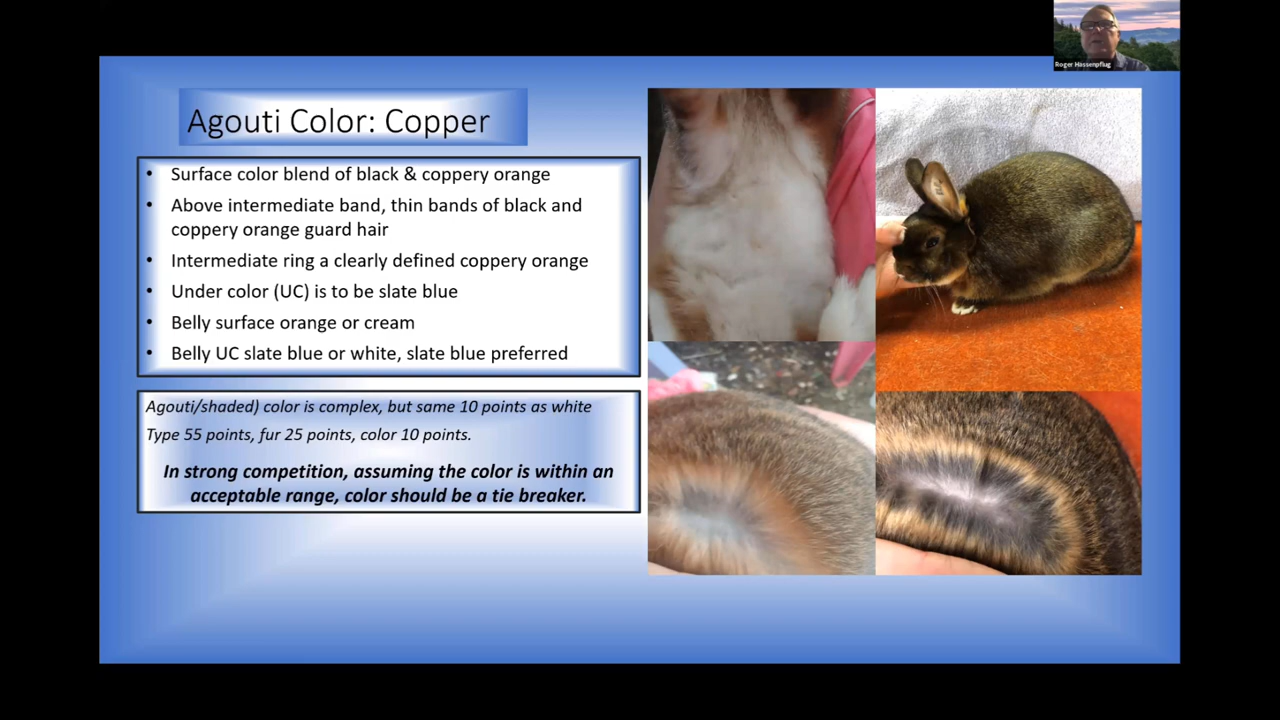 Roger Hassenpflug
Agouti Color: Copper
• Surface color blend of black & coppery orange
• Above intermediate band, thin bands of black and
coppery orange guard hair
• Intermediate ring a clearly defined coppery orange
• Under color (UC) is to be slate blue
• Belly surface orange or cream
• Belly UC slate blue or white, slate blue preferred
Agouti/shaded) color is complex, but same 10 points as white
Type 55 points, fur 25 points, color 10 points.
In strong competition, assuming the color is within an
acceptable range, color should be a tie breaker.